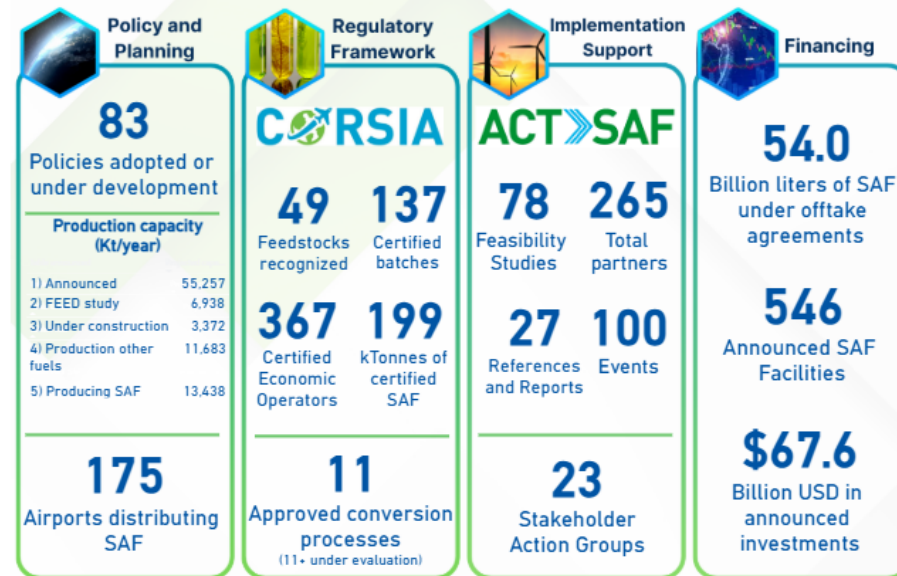 Policy and
Planning
83
Policies adopted or
under development
Production capacity
(Kt/year)
1) Announced 55,257
2) FEED study 6,938
3) Under construction 3,372
4) Production other 11,683
fuels
5) Producing SAF 13,438
175
Airports distributing
SAF
Regulatory
Framework
CORSIA
49 137
Feedstocks Certified
recognized batches
367 199
Certified kTonnes of
Economic certified
Operators SAF
11
Approved conversion
processes
(11+ under evaluation)
Implementation
Support
ACT SAF
78 265
Feasibility Total
Studies partners
27 100
References Events
and Reports
23
Stakeholder
Action Groups
Financing
54.0
Billion liters of SAF
under offtake
agreements
546
Announced SAF
Facilities
$67.6
Billion USD in
announced
investments